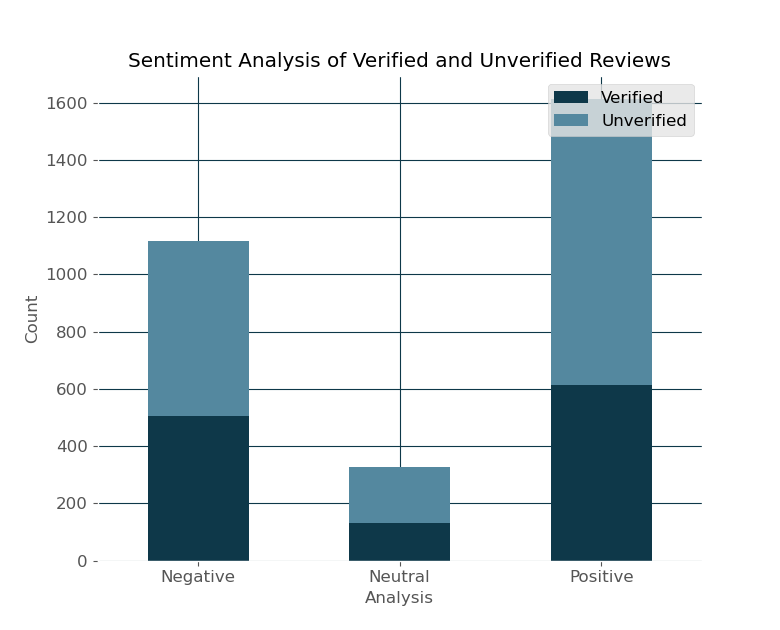 Sentiment Analysis of Verified and Unverified Reviews
Verified
Unverified
1600
1400
1200
1000
800
600
400
200
0
Count
Negative
Neutral
Positive
Analysis